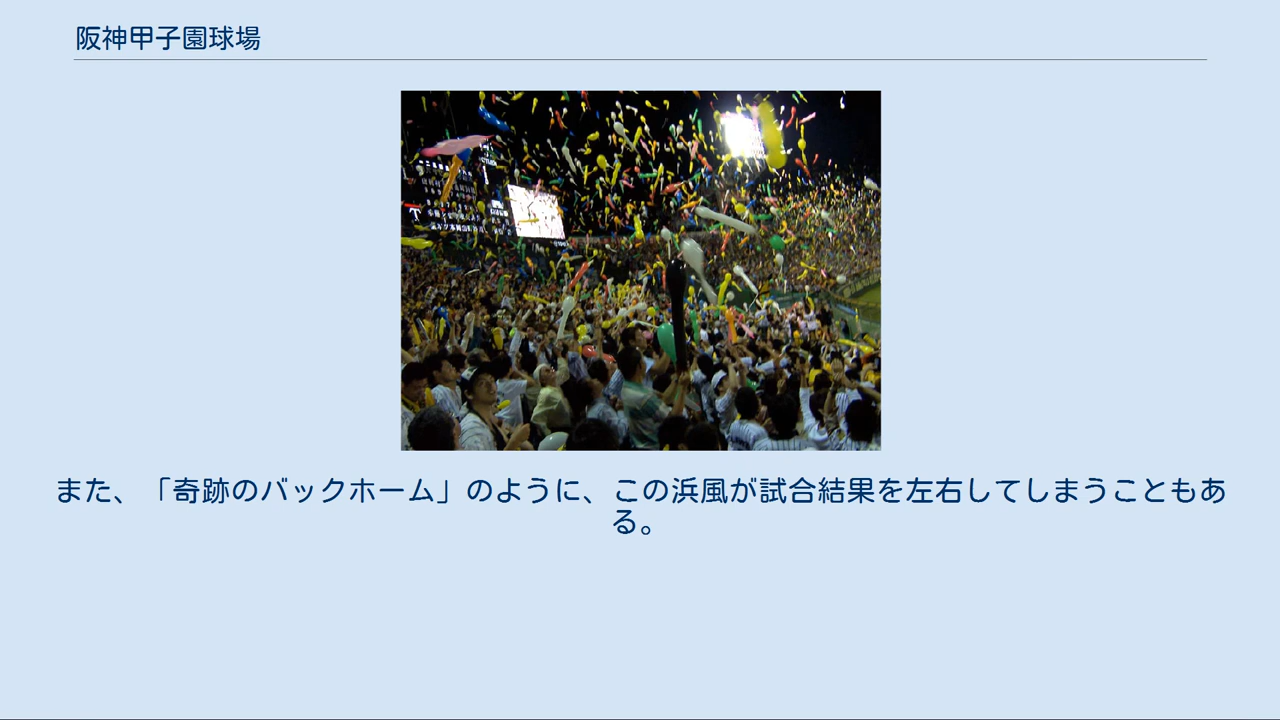 阪神甲子園球場
また、「奇跡のバックホーム」のように、この浜風が試合結果を左右してしまうこともあ
る。